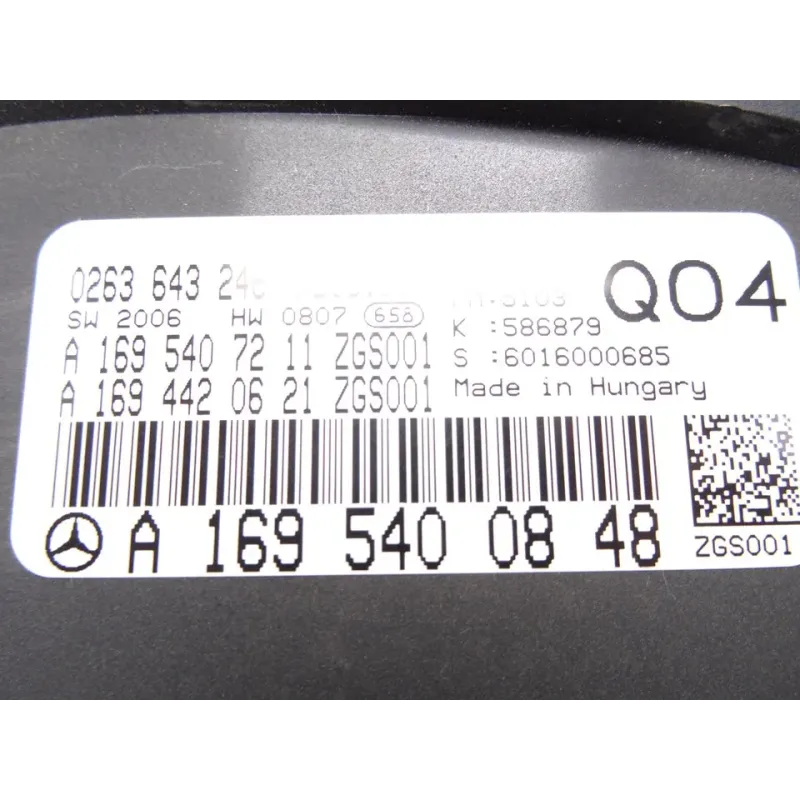 0263 643 Q04
SW 2006 HW 0807 658 K :586879
A 169 540 72 11 ZGS001 S :6016000685
A 169 442 06 21 ZGS001 Made in Hungary
A 169 540 08 48 ZGS001